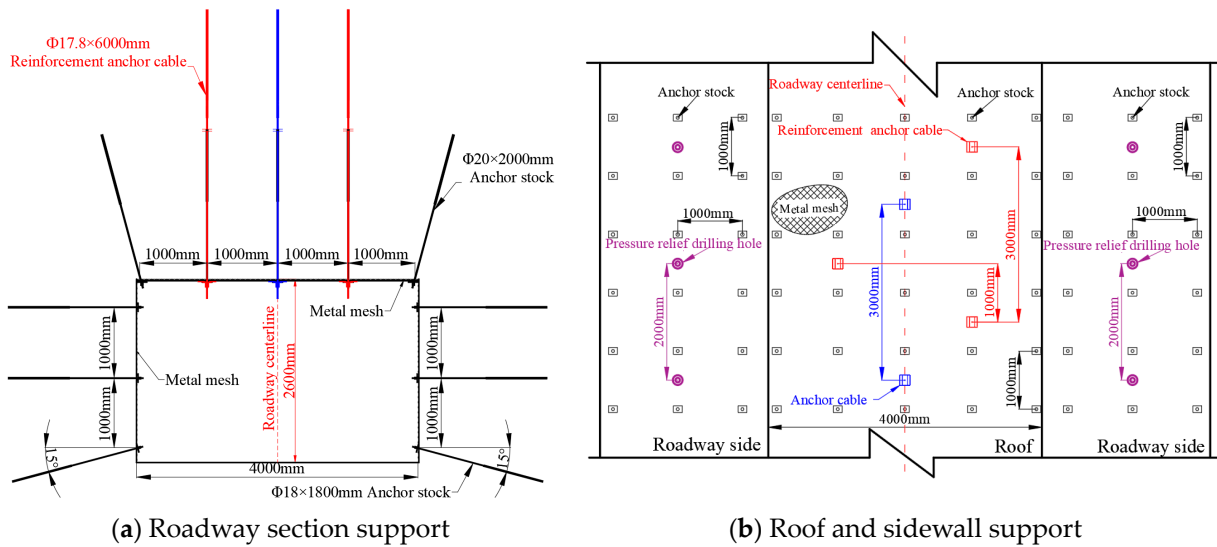 Φ17.8×6000mm
Reinforcement anchor cable
Φ20×2000mm
Anchor stock
1000mm
1000mm
1000mm
1000mm
Metal mesh
Metal mesh
1000mm
1000mm
1000mm
1000mm
Roadway centerline
2600mm
15°
15°
4000mm
Φ18×1800mm Anchor stock
(a) Roadway section support
Roadway centerline
Anchor stock
Anchor stock
Anchor stock
Reinforcement anchor cable
1000mm
1000mm
Metal mesh
1000mm
1000mm
Pressure relief drilling hole
Pressure relief drilling hole
3000mm
3000mm
1000mm
2000mm
2000mm
1000mm
Anchor cable
4000mm
Roadway side
Roof
Roadway side
(b) Roof and sidewall support